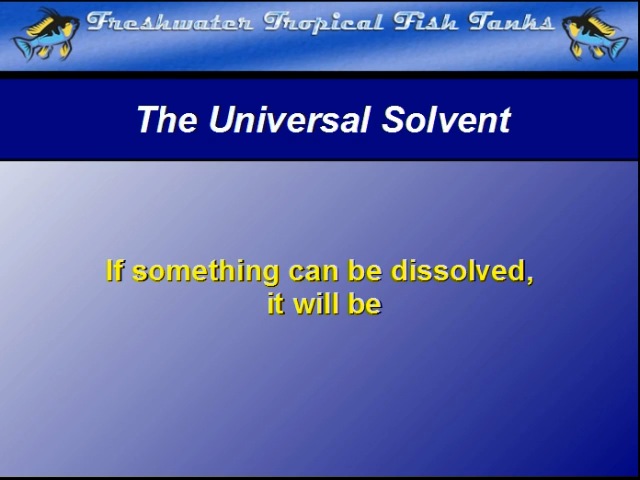 Freshwater Tropical Fish Tanks
The Universal Solvent
If something can be dissolved,
it will be